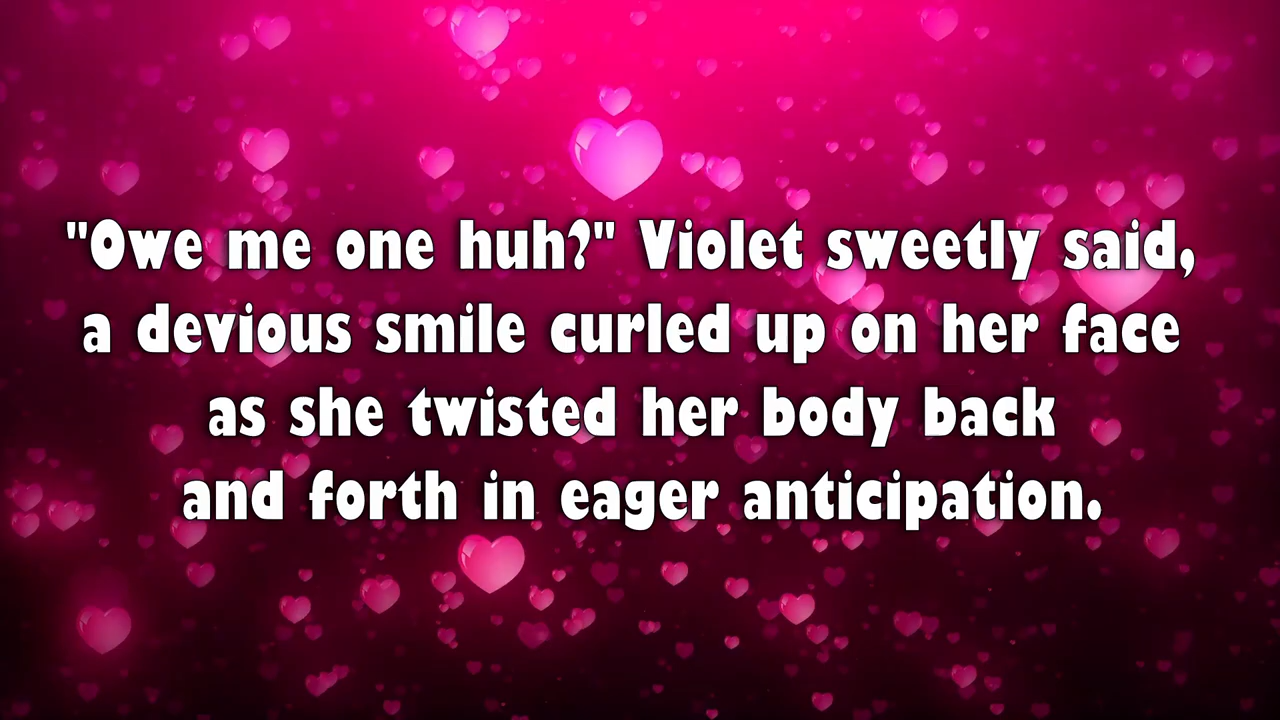 "Owe me one huh?" Violet sweetly said,
a devious smile curled up on her face
as she twisted her body back
and forth in eager anticipation.